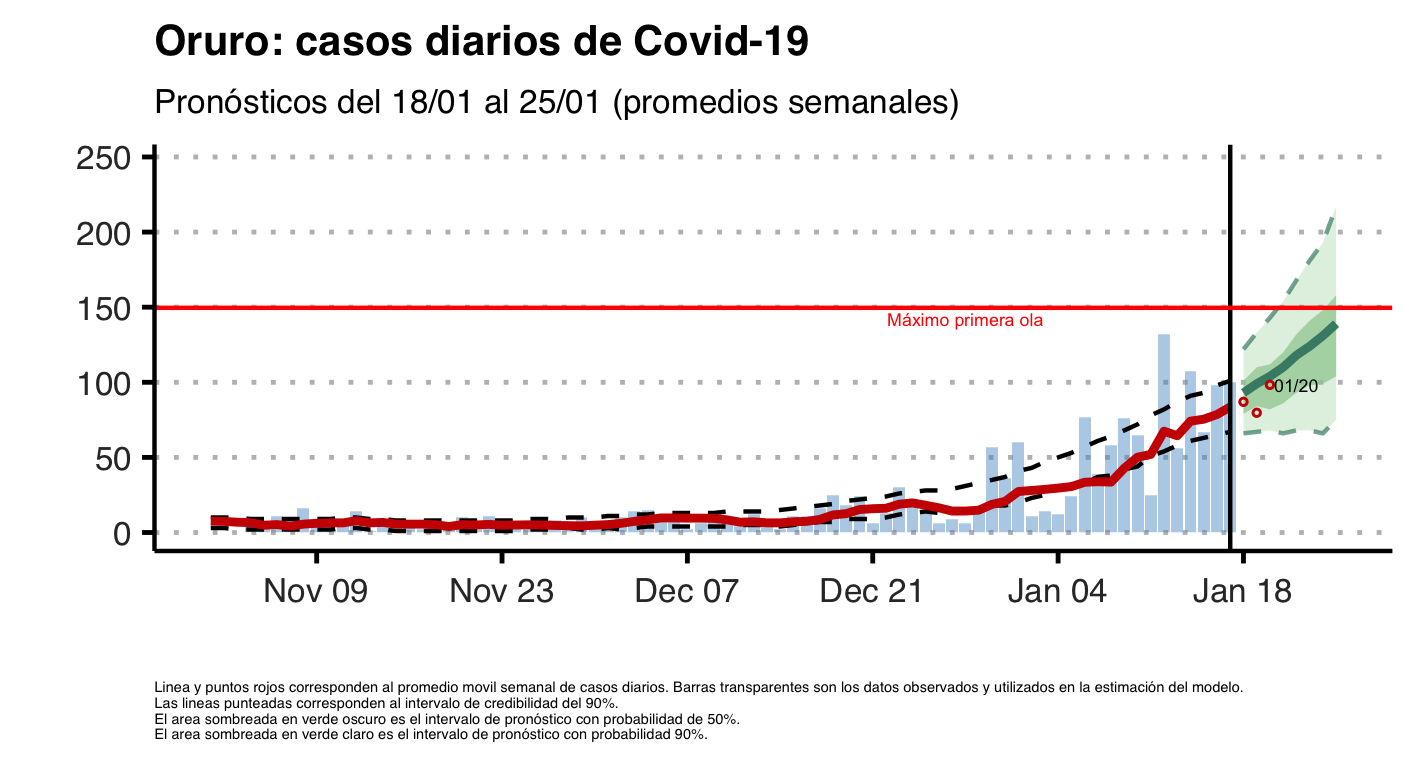 Oruro: casos diarios de Covid-19
Pronósticos del 18/01 al 25/01 (promedios semanales)
250
200
150
100
50
0
Máximo primera ola
01/20
Nov 09
Nov 23
Dec 07
Dec 21
Jan 04
Jan 18
Linea y puntos rojos corresponden al promedio movil semanal de casos diarios. Barras transparentes son los datos observados y utilizados en la estimación del modelo.
Las lineas punteadas corresponden al intervalo de credibilidad del 90%.
El area sombreada en verde oscuro es el intervalo de pronóstico con probabilidad de 50%.
El area sombreada en verde claro es el intervalo de pronóstico con probabilidad 90%.